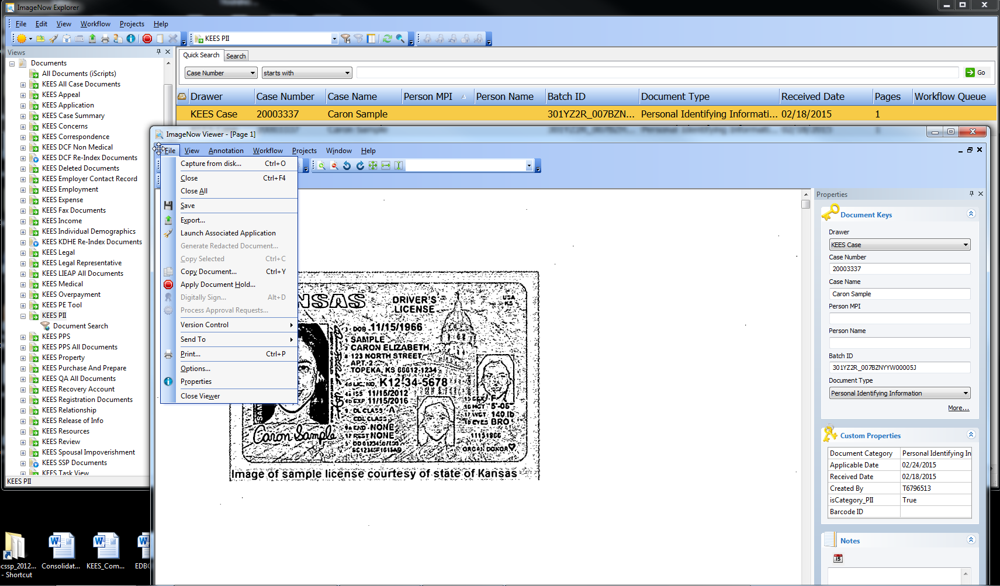 ImageNow Explorer
File Edit View Workflow Projects Help
KEES PII
Views
Documents
All Documents (iScripts)
KEES All Case Documents
KEES Appeal
KEES Application
KEES Case Summary
KEES Concerns
KEES Correspondence
KEES DCF Non Medical
KEES DCF Re-Index Documents
KEES Deleted Documents
KEES Employer Contact Record
KEES Employment
KEES Expense
KEES Fax Documents
KEES Income
KEES Individual Demographics
KEES KDHE Re-Index Documents
KEES Legal
KEES Legal Representative
KEES LIEAP All Documents
KEES Medical
KEES Overpayment
KEES PE Tool
KEES PII
Document Search
KEES PPS
KEES PPS All Documents
KEES Property
KEES Purchase And Prepare
KEES QA All Documents
KEES Recovery Account
KEES Registration Documents
KEES Relationship
KEES Release of Info
KEES Resources
KEES Review
KEES Spousal Impoverishment
KEES SSP Documents
KEES Task View
KEES PII
Quick Search Search
Case Number starts with Go
Drawer Case Number Case Name Person MPI Person Name Batch ID Document Type Received Date Pages Workflow Queue
KEES Case 20003337 Caron Sample 301YZ2R_007BZN... Personal Identifying Informati... 02/18/2015 1
ImageNow Viewer - [Page 1]
File View Annotation Workflow Projects Window Help
Capture from disk... Ctrl+O
Close Ctrl+F4
Close All
Save
Export...
Launch Associated Application
Generate Redacted Document...
Copy Selected Ctrl+C
Copy Document... Ctrl+Y
Apply Document Hold...
Digitally Sign... Alt+D
Process Approval Requests...
Version Control
Send To
Print... Ctrl+P
Options...
Properties
Close Viewer
NSAS DRIVER'S LICENSE USA KS
3 DOB 11/15/1966
1 SAMPLE
2 CARON ELIZABETH
8 123 NORTH STREET
APT. 2
TOPEKA, KS 66612-1234
4d LIC. NO. K12-34-5678
4a ISS 11/15/2012
4b EXP 11/15/2016
9 DL CLASS A
CDL CLASS
9a END NONE
12 REST NONE
15 SEX F
16 HGT 5'-06"
17 WGT 140 lb
18 EYES BRO
11151966
ORGAN DONOR
Caron Sample
Image of sample license courtesy of state of Kansas
Properties
Document Keys
Drawer
KEES Case
Case Number
20003337
Case Name
Caron Sample
Person MPI
Person Name
Batch ID
301YZ2R_007BZNYYW00005J
Document Type
Personal Identifying Information
More...
Custom Properties
Document Category Personal Identifying In
Applicable Date 02/24/2015
Received Date 02/18/2015
Created By T6796513
isCategory_PII True
Barcode ID
Notes
15
cssp_2012... - Shortcut
Consolidat...
KEES_Com...